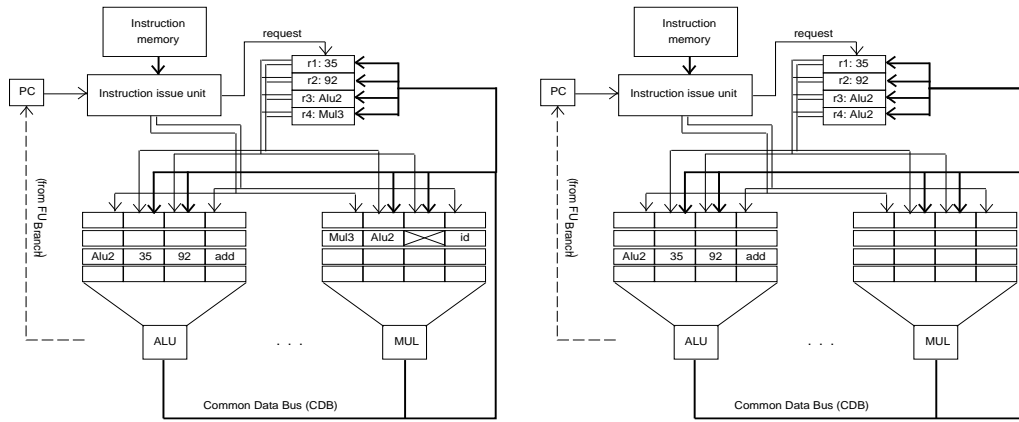 Instruction
memory
request
PC
Instruction issue unit
r1: 35
r2: 92
r3: Alu2
r4: Mul3
(from FU Branch)
Mul3 Alu2 id
Alu2 35 92 add
ALU
. . .
MUL
Common Data Bus (CDB)
Instruction
memory
request
PC
Instruction issue unit
r1: 35
r2: 92
r3: Alu2
r4: Alu2
(from FU Branch)
Alu2 35 92 add
ALU
. . .
MUL
Common Data Bus (CDB)